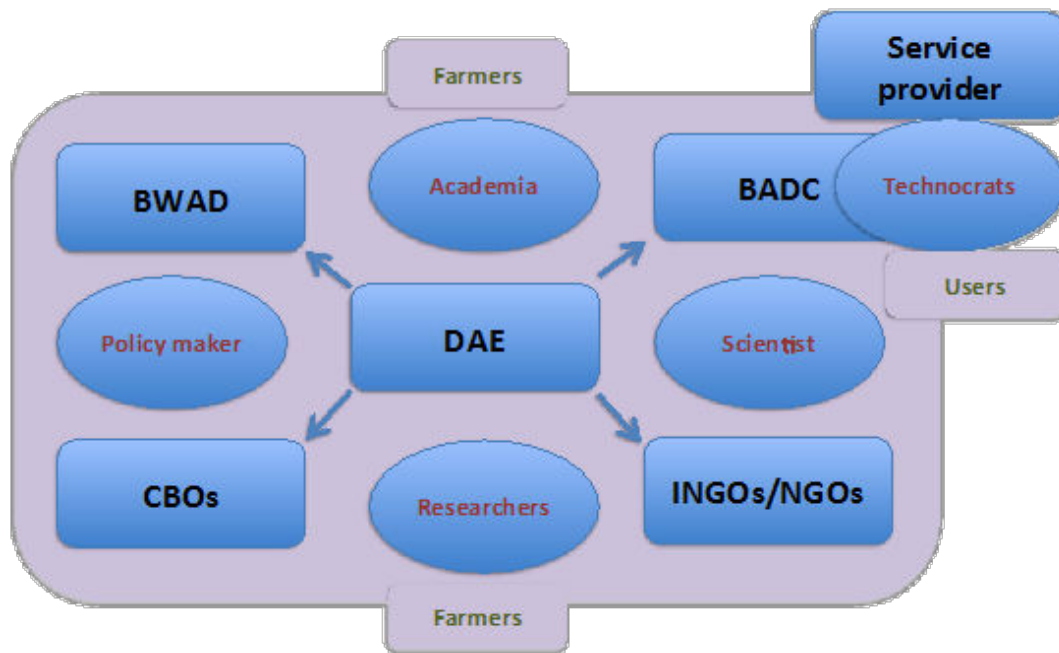 Farmers
Service
provider
BWAD
Academia
BADC
Technocrats
Users
Policy maker
DAE
Scientist
CBOs
Researchers
INGOs/NGOs
Farmers